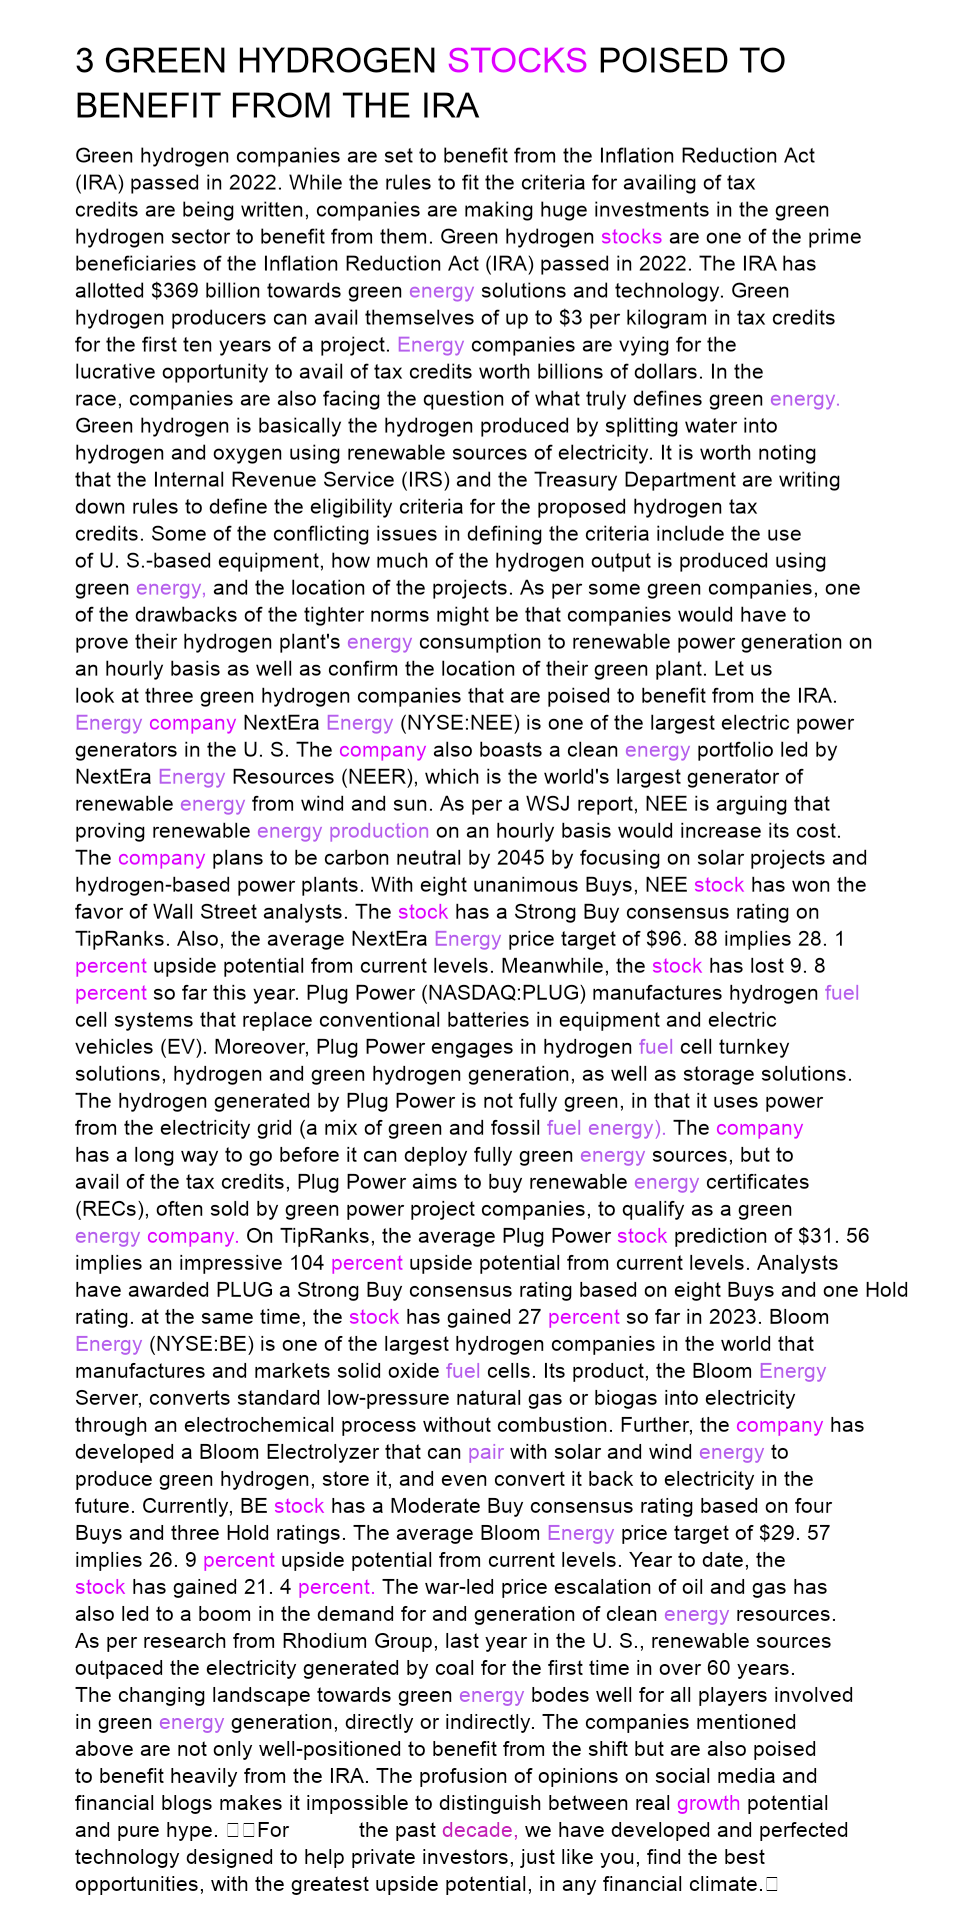 3 GREEN HYDROGEN STOCKS POISED TO
BENEFIT FROM THE IRA
Green hydrogen companies are set to benefit from the Inflation Reduction Act
(IRA) passed in 2022. While the rules to fit the criteria for availing of tax
credits are being written, companies are making huge investments in the green
hydrogen sector to benefit from them. Green hydrogen stocks are one of the prime
beneficiaries of the Inflation Reduction Act (IRA) passed in 2022. The IRA has
allotted $369 billion towards green energy solutions and technology. Green
hydrogen producers can avail themselves of up to $3 per kilogram in tax credits
for the first ten years of a project. Energy companies are vying for the
lucrative opportunity to avail of tax credits worth billions of dollars. In the
race, companies are also facing the question of what truly defines green energy.
Green hydrogen is basically the hydrogen produced by splitting water into
hydrogen and oxygen using renewable sources of electricity. It is worth noting
that the Internal Revenue Service (IRS) and the Treasury Department are writing
down rules to define the eligibility criteria for the proposed hydrogen tax
credits. Some of the conflicting issues in defining the criteria include the use
of U. S.-based equipment, how much of the hydrogen output is produced using
green energy, and the location of the projects. As per some green companies, one
of the drawbacks of the tighter norms might be that companies would have to
prove their hydrogen plant's energy consumption to renewable power generation on
an hourly basis as well as confirm the location of their green plant. Let us
look at three green hydrogen companies that are poised to benefit from the IRA.
Energy company NextEra Energy (NYSE:NEE) is one of the largest electric power
generators in the U. S. The company also boasts a clean energy portfolio led by
NextEra Energy Resources (NEER), which is the world's largest generator of
renewable energy from wind and sun. As per a WSJ report, NEE is arguing that
proving renewable energy production on an hourly basis would increase its cost.
The company plans to be carbon neutral by 2045 by focusing on solar projects and
hydrogen-based power plants. With eight unanimous Buys, NEE stock has won the
favor of Wall Street analysts. The stock has a Strong Buy consensus rating on
TipRanks. Also, the average NextEra Energy price target of $96. 88 implies 28. 1
percent upside potential from current levels. Meanwhile, the stock has lost 9. 8
percent so far this year. Plug Power (NASDAQ:PLUG) manufactures hydrogen fuel
cell systems that replace conventional batteries in equipment and electric
vehicles (EV). Moreover, Plug Power engages in hydrogen fuel cell turnkey
solutions, hydrogen and green hydrogen generation, as well as storage solutions.
The hydrogen generated by Plug Power is not fully green, in that it uses power
from the electricity grid (a mix of green and fossil fuel energy). The company
has a long way to go before it can deploy fully green energy sources, but to
avail of the tax credits, Plug Power aims to buy renewable energy certificates
(RECs), often sold by green power project companies, to qualify as a green
energy company. On TipRanks, the average Plug Power stock prediction of $31. 56
implies an impressive 104 percent upside potential from current levels. Analysts
have awarded PLUG a Strong Buy consensus rating based on eight Buys and one Hold
rating. at the same time, the stock has gained 27 percent so far in 2023. Bloom
Energy (NYSE:BE) is one of the largest hydrogen companies in the world that
manufactures and markets solid oxide fuel cells. Its product, the Bloom Energy
Server, converts standard low-pressure natural gas or biogas into electricity
through an electrochemical process without combustion. Further, the company has
developed a Bloom Electrolyzer that can pair with solar and wind energy to
produce green hydrogen, store it, and even convert it back to electricity in the
future. Currently, BE stock has a Moderate Buy consensus rating based on four
Buys and three Hold ratings. The average Bloom Energy price target of $29. 57
implies 26. 9 percent upside potential from current levels. Year to date, the
stock has gained 21. 4 percent. The war-led price escalation of oil and gas has
also led to a boom in the demand for and generation of clean energy resources.
As per research from Rhodium Group, last year in the U. S., renewable sources
outpaced the electricity generated by coal for the first time in over 60 years.
The changing landscape towards green energy bodes well for all players involved
in green energy generation, directly or indirectly. The companies mentioned
above are not only well-positioned to benefit from the shift but are also poised
to benefit heavily from the IRA. The profusion of opinions on social media and
financial blogs makes it impossible to distinguish between real growth potential
and pure hype. For the past decade, we have developed and perfected
technology designed to help private investors, just like you, find the best
opportunities, with the greatest upside potential, in any financial climate.